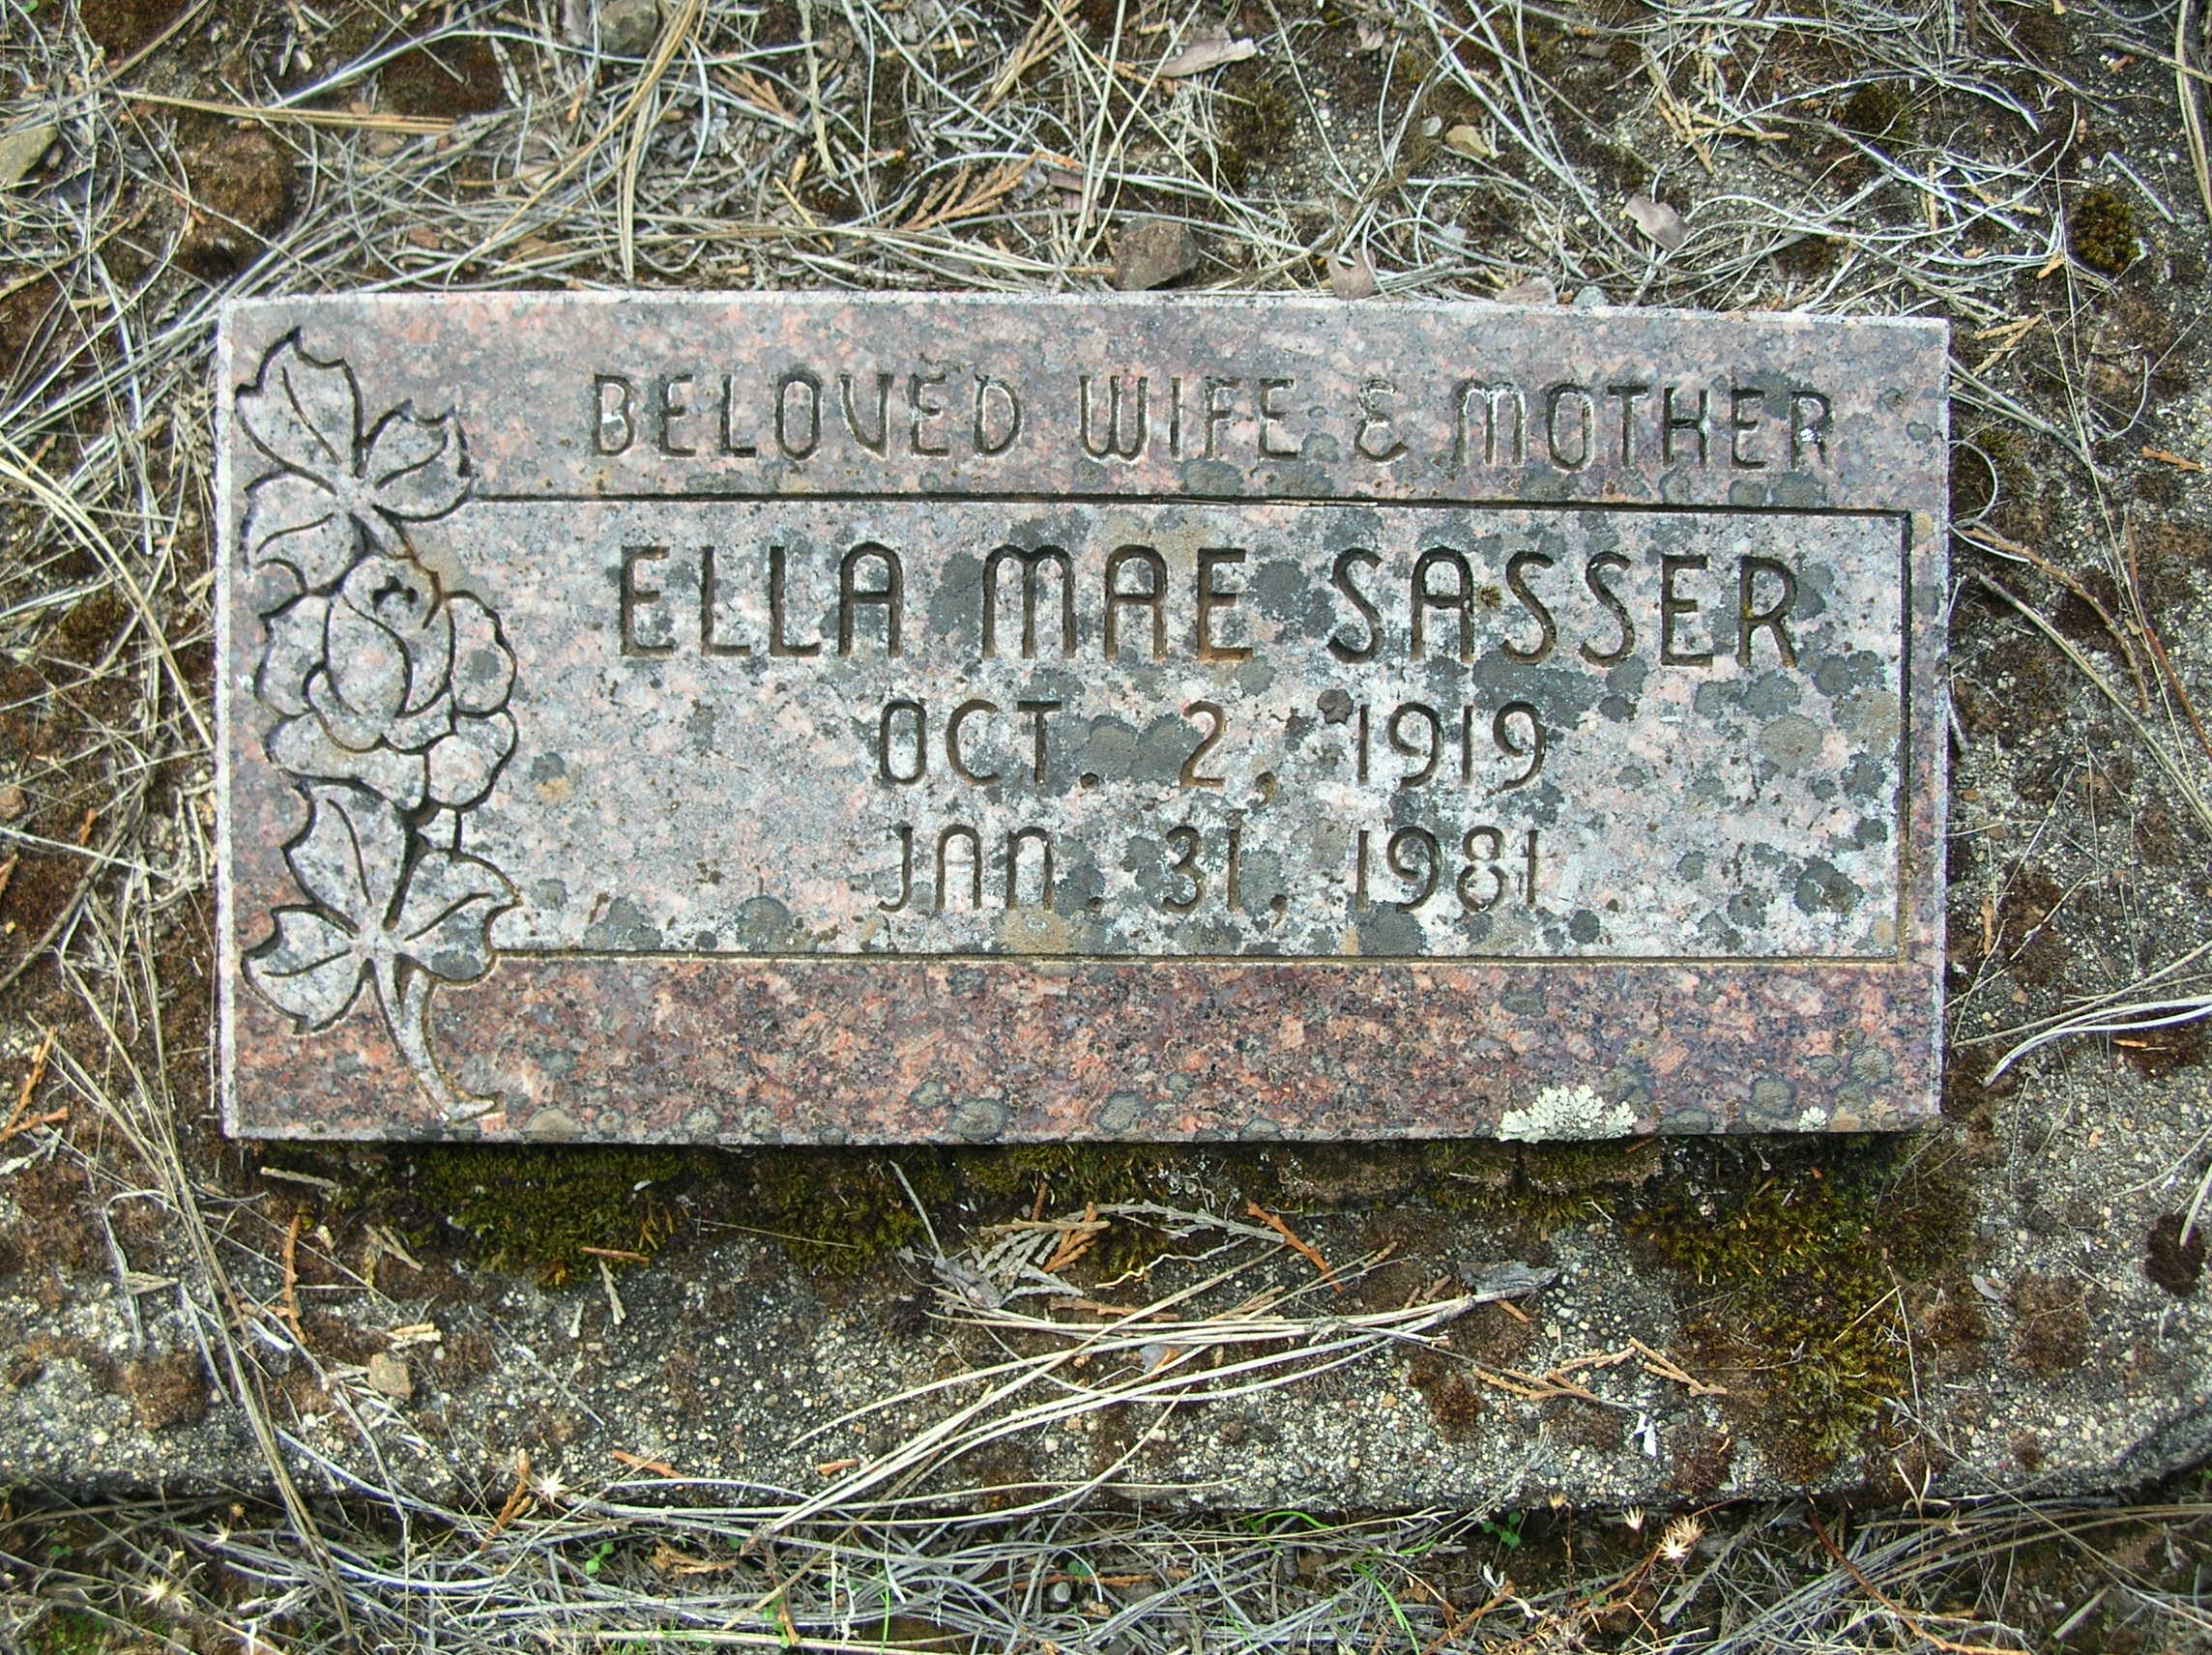 BELOVED WIFE & MOTHER
ELLA MAE SASSER
OCT. 2, 1919
JAN. 31, 1981